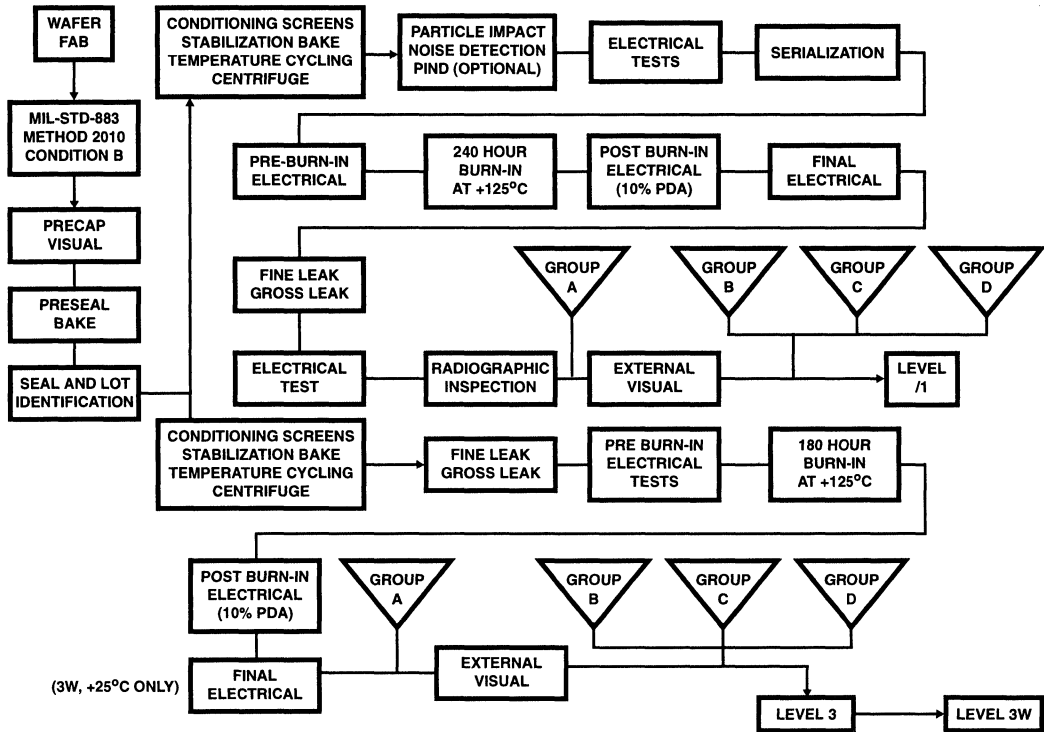 WAFER
FAB
MIL-STD-883
METHOD 2010
CONDITION B
PRECAP
VISUAL
PRESEAL
BAKE
SEAL AND LOT
IDENTIFICATION
CONDITIONING SCREENS
STABILIZATION BAKE
TEMPERATURE CYCLING
CENTRIFUGE
PARTICLE IMPACT
NOISE DETECTION
PIND (OPTIONAL)
ELECTRICAL
TESTS
SERIALIZATION
PRE-BURN-IN
ELECTRICAL
240 HOUR
BURN-IN
AT +125°C
POST BURN-IN
ELECTRICAL
(10% PDA)
FINAL
ELECTRICAL
FINE LEAK
GROSS LEAK
ELECTRICAL
TEST
RADIOGRAPHIC
INSPECTION
GROUP
A
EXTERNAL
VISUAL
GROUP
B
GROUP
C
GROUP
D
LEVEL
/1
CONDITIONING SCREENS
STABILIZATION BAKE
TEMPERATURE CYCLING
CENTRIFUGE
FINE LEAK
GROSS LEAK
PRE BURN-IN
ELECTRICAL
TESTS
180 HOUR
BURN-IN
AT +125°C
POST BURN-IN
ELECTRICAL
(10% PDA)
(3W, +25°C ONLY)
FINAL
ELECTRICAL
GROUP
A
EXTERNAL
VISUAL
GROUP
B
GROUP
C
GROUP
D
LEVEL 3
LEVEL 3W